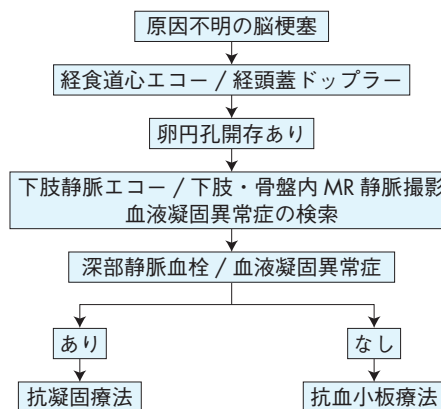 原因不明の脳梗塞
経食道心エコー / 経頭蓋ドップラー
卵円孔開存あり
下肢静脈エコー / 下肢・骨盤内 MR 静脈撮影
血液凝固異常症の検索
深部静脈血栓 / 血液凝固異常症
あり
なし
抗凝固療法
抗血小板療法